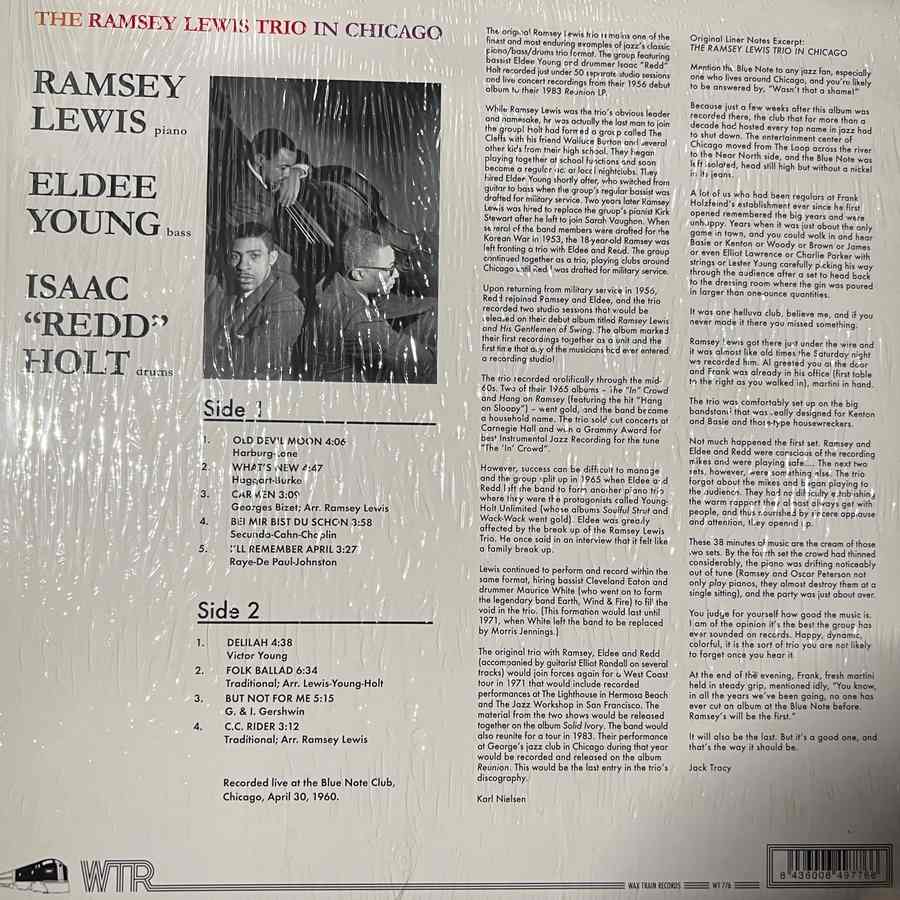 THE RAMSEY LEWIS TRIO IN CHICAGO
RAMSEY
LEWIS piano
ELDEE
YOUNG bass
ISAAC
“REDD”
HOLT drums
Side 1
1. OLD DEVIL MOON 4:06
Harburg-Lane
2. WHAT'S NEW 4:47
Haggart-Burke
3. CARMEN 3:09
Georges Bizet; Arr. Ramsey Lewis
4. BEI MIR BIST DU SCHON 3:58
Secunda-Cahn-Chaplin
5. I'LL REMEMBER APRIL 3:27
Raye-De Paul-Johnston
Side 2
1. DELILAH 4:38
Victor Young
2. FOLK BALLAD 6:34
Traditional; Arr. Lewis-Young-Holt
3. BUT NOT FOR ME 5:15
G. & I. Gershwin
4. C.C. RIDER 3:12
Traditional; Arr. Ramsey Lewis
Recorded live at the Blue Note Club,
Chicago, April 30, 1960.
The original Ramsey Lewis trio remains one of the
finest and most enduring examples of jazz's classic
piano/bass/drums trio format. The group featuring
bassist Eldee Young and drummer Isaac “Redd”
Holt recorded just under 50 separate studio sessions
and live concert recordings from their 1956 debut
album to their 1983 Reunion LP.
While Ramsey Lewis was the trio's obvious leader
and namesake, he was actually the last man to join
the group! Holt had formed a group called The
Cleffs with his friend Wallace Burton and several
other kids from their high school. They began
playing together at school functions and soon
became a regular at local nightclubs. They
hired Eldee Young shortly after, who switched from
guitar to bass when the group's regular bassist was
drafted for military service. Two years later Ramsey
Lewis was hired to replace the group's pianist Kirk
Stewart after he left to join Sarah Vaughan. When
several of the band members were drafted for the
Korean War in 1953, the 18-year-old Ramsey was
left fronting a trio with Eldee and Redd. The group
continued together as a trio, playing clubs around
Chicago until Redd was drafted for military service.
Upon returning from military service in 1956,
Redd rejoined Ramsey and Eldee, and the trio
recorded two studio sessions that would be
released on their debut album titled Ramsey Lewis
and His Gentlemen of Swing. The album marked
their first recordings together as a unit and the
first time that any of the musicians had ever entered
a recording studio!
The trio recorded prolifically through the mid-
60s. Two of their 1965 albums – The “In” Crowd
and Hang on Ramsey (featuring the hit “Hang
on Sloopy”) – went gold, and the band became
a household name. The trio sold out concerts at
Carnegie Hall and won a Grammy Award for
best Instrumental Jazz Recording for the tune
“The ‘In’ Crowd”.
However, success can be difficult to manage
and the group split up in 1965 when Eldee and
Redd left the band to form another piano trio
where they were the protagonists called Young-
Holt Unlimited (whose albums Soulful Strut and
Wack-Wack went gold). Eldee was greatly
affected by the break up of the Ramsey Lewis
Trio. He once said in an interview that it felt like
a family break up.
Lewis continued to perform and record within the
same format, hiring bassist Cleveland Eaton and
drummer Maurice White (who went on to form
the legendary band Earth, Wind & Fire) to fill the
void in the trio. (This formation would last until
1971, when White left the band to be replaced
by Morris Jennings.)
The original trio with Ramsey, Eldee and Redd
(accompanied by guitarist Elliot Randall on several
tracks) would join forces again for a West Coast
tour in 1971 that would include recorded
performances at The Lighthouse in Hermosa Beach
and The Jazz Workshop in San Francisco. The
material from the two shows would be released
together on the album Solid Ivory. The band would
also reunite for a tour in 1983. Their performance
at George's jazz club in Chicago during that year
would be recorded and released on the album
Reunion. This would be the last entry in the trio's
discography.
Karl Nielsen
Original Liner Notes Excerpt:
THE RAMSEY LEWIS TRIO IN CHICAGO
Mention the Blue Note to any jazz fan, especially
one who lives around Chicago, and you're likely
to be answered by, “Wasn't that a shame!”
Because just a few weeks after this album was
recorded there, the club that for more than a
decade had hosted every top name in jazz had
to shut down. The entertainment center of
Chicago moved from The Loop across the river
to the Near North side, and the Blue Note was
left isolated, head still high but without a nickel
in its jeans.
A lot of us who had been regulars at Frank
Holzfeind's establishment ever since he first
opened remembered the big years and were
unhappy. Years when it was just about the only
game in town, and you could walk in and hear
Basie or Kenton or Woody or Brown or James
or even Elliot Lawrence or Charlie Parker with
strings or Lester Young carefully picking his way
through the audience after a set to head back
to the dressing room where the gin was poured
in larger than one-ounce quantities.
It was one helluva club, believe me, and if you
never made it there you missed something.
Ramsey Lewis got there just under the wire and
it was almost like old times the Saturday night
we recorded him. Al greeted you at the door
and Frank was already in his office (first table
to the right as you walked in), martini in hand.
The trio was comfortably set up on the big
bandstand that was really designed for Kenton
and Basie and those-type housewreckers.
Not much happened the first set. Ramsey and
Eldee and Redd were conscious of the recording
mikes and were playing safe.... The next two
sets, however, were something else. The trio
forgot about the mikes and began playing to
the audience. They had no difficulty establishing
the warm rapport they almost always get with
people, and thus nourished by sincere applause
and attention, they opened up.
These 38 minutes of music are the cream of those
two sets. By the fourth set the crowd had thinned
considerably, the piano was drifting noticeably
out of tune (Ramsey and Oscar Peterson not
only play pianos, they almost destroy them at a
single sitting), and the party was just about over.
You judge for yourself how good the music is.
I am of the opinion it's the best the group has
ever sounded on records. Happy, dynamic,
colorful, it is the sort of trio you are not likely
to forget once you hear it.
At the end of the evening, Frank, fresh martini
held in steady grip, mentioned idly, “You know,
in all the years we've been going, no one has
ever cut an album at the Blue Note before.
Ramsey's will be the first.”
It will also be the last. But it's a good one, and
that's the way it should be.
Jack Tracy
WTR
WAX TRAIN RECORDS
WT 776
8 436006 497766